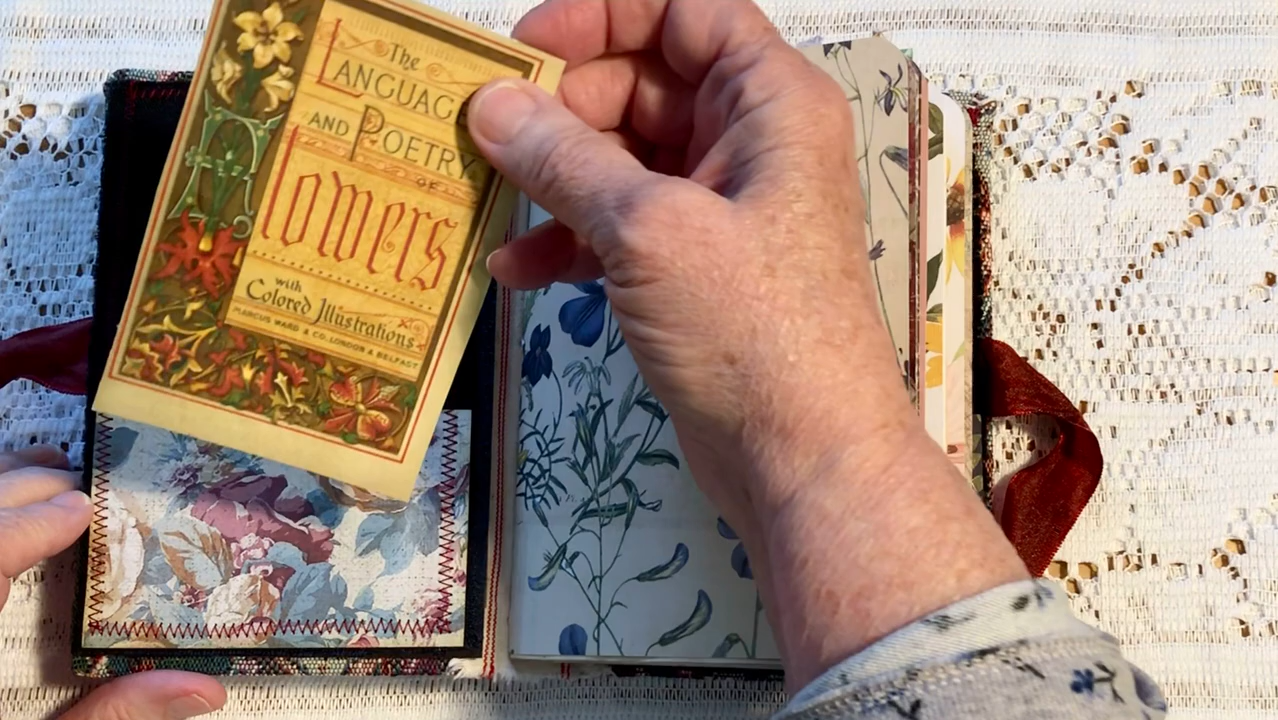 The
LANGUAGE
AND POETRY
OF
Flowers
with
Colored Illustrations
MARCUS WARD & CO. LONDON & BELFAST